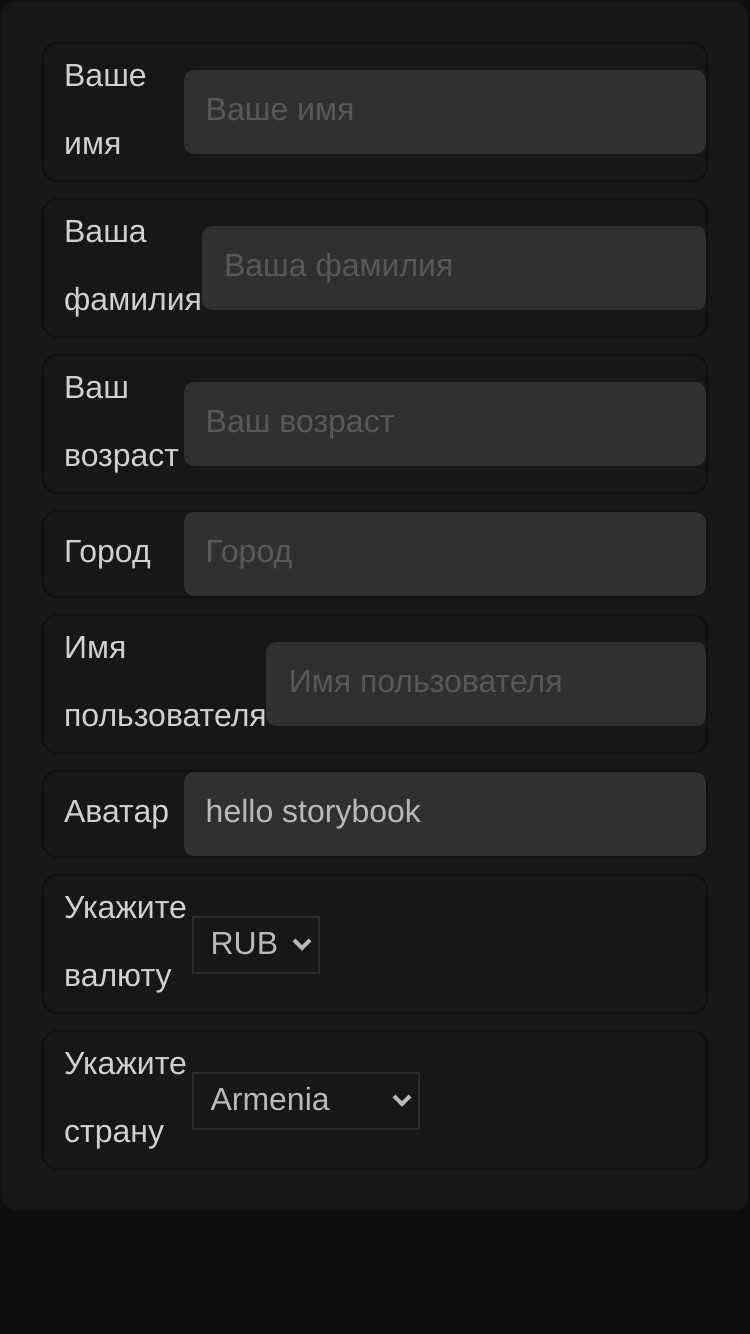 Ваше
имя
Ваше имя
Ваша
фамилия
Ваша фамилия
Ваш
возраст
Ваш возраст
Город
Город
Имя
пользователя
Имя пользователя
Аватар
hello storybook
Укажите
валюту
RUB
Укажите
страну
Armenia